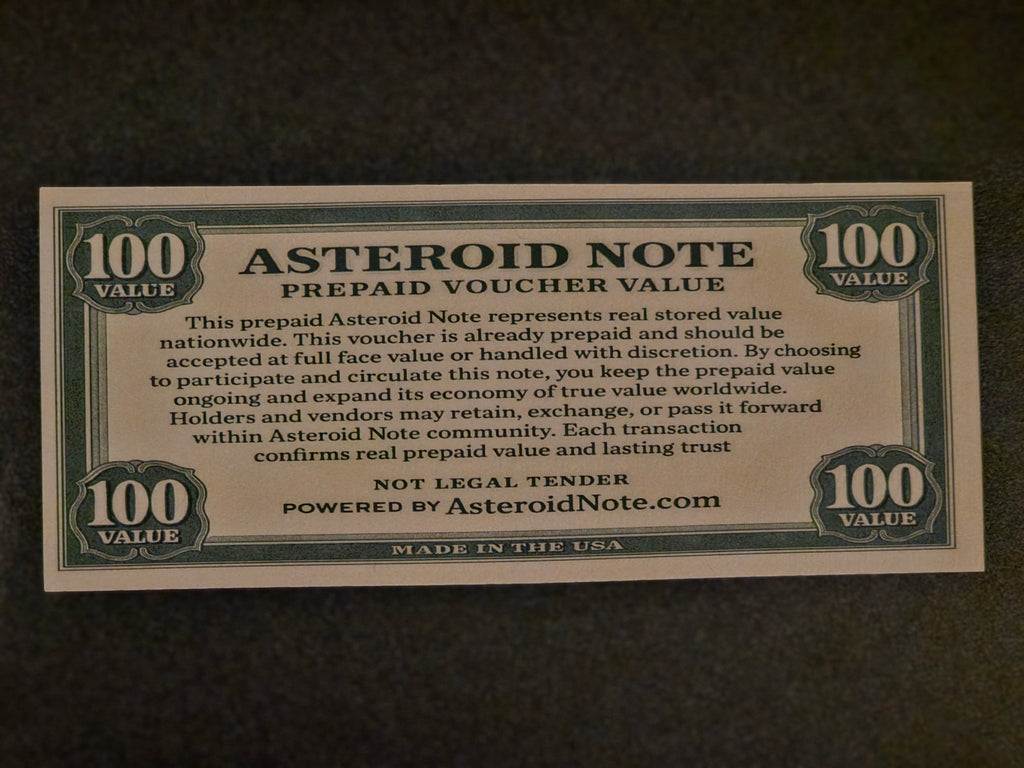 100 VALUE
100 VALUE
ASTEROID NOTE
PREPAID VOUCHER VALUE
This prepaid Asteroid Note represents real stored value
nationwide. This voucher is already prepaid and should be
accepted at full face value or handled with discretion. By choosing
to participate and circulate this note, you keep the prepaid value
ongoing and expand its economy of true value worldwide.
Holders and vendors may retain, exchange, or pass it forward
within Asteroid Note community. Each transaction
confirms real prepaid value and lasting trust
NOT LEGAL TENDER
POWERED BY AsteroidNote.com
100 VALUE
100 VALUE
MADE IN THE USA